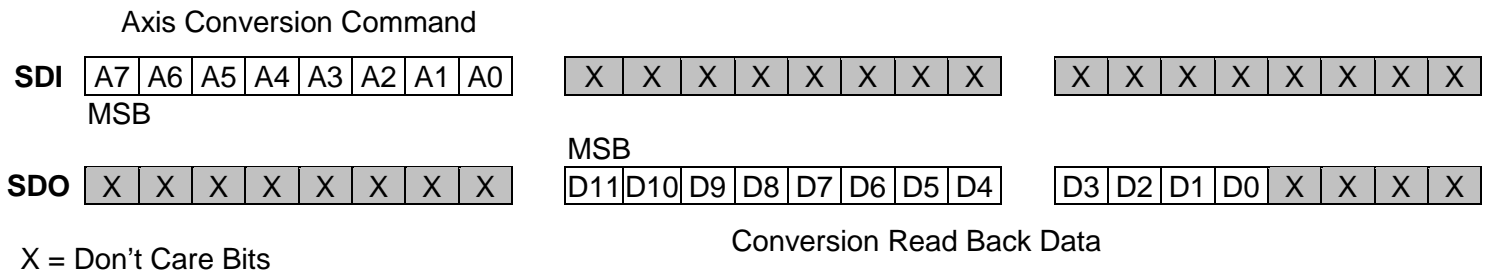 Axis Conversion Command
SDI A7 A6 A5 A4 A3 A2 A1 A0 X X X X X X X X X X X X X X X X
MSB
MSB
SDO X X X X X X X X D11 D10 D9 D8 D7 D6 D5 D4 D3 D2 D1 D0 X X X X
Conversion Read Back Data
X = Don't Care Bits